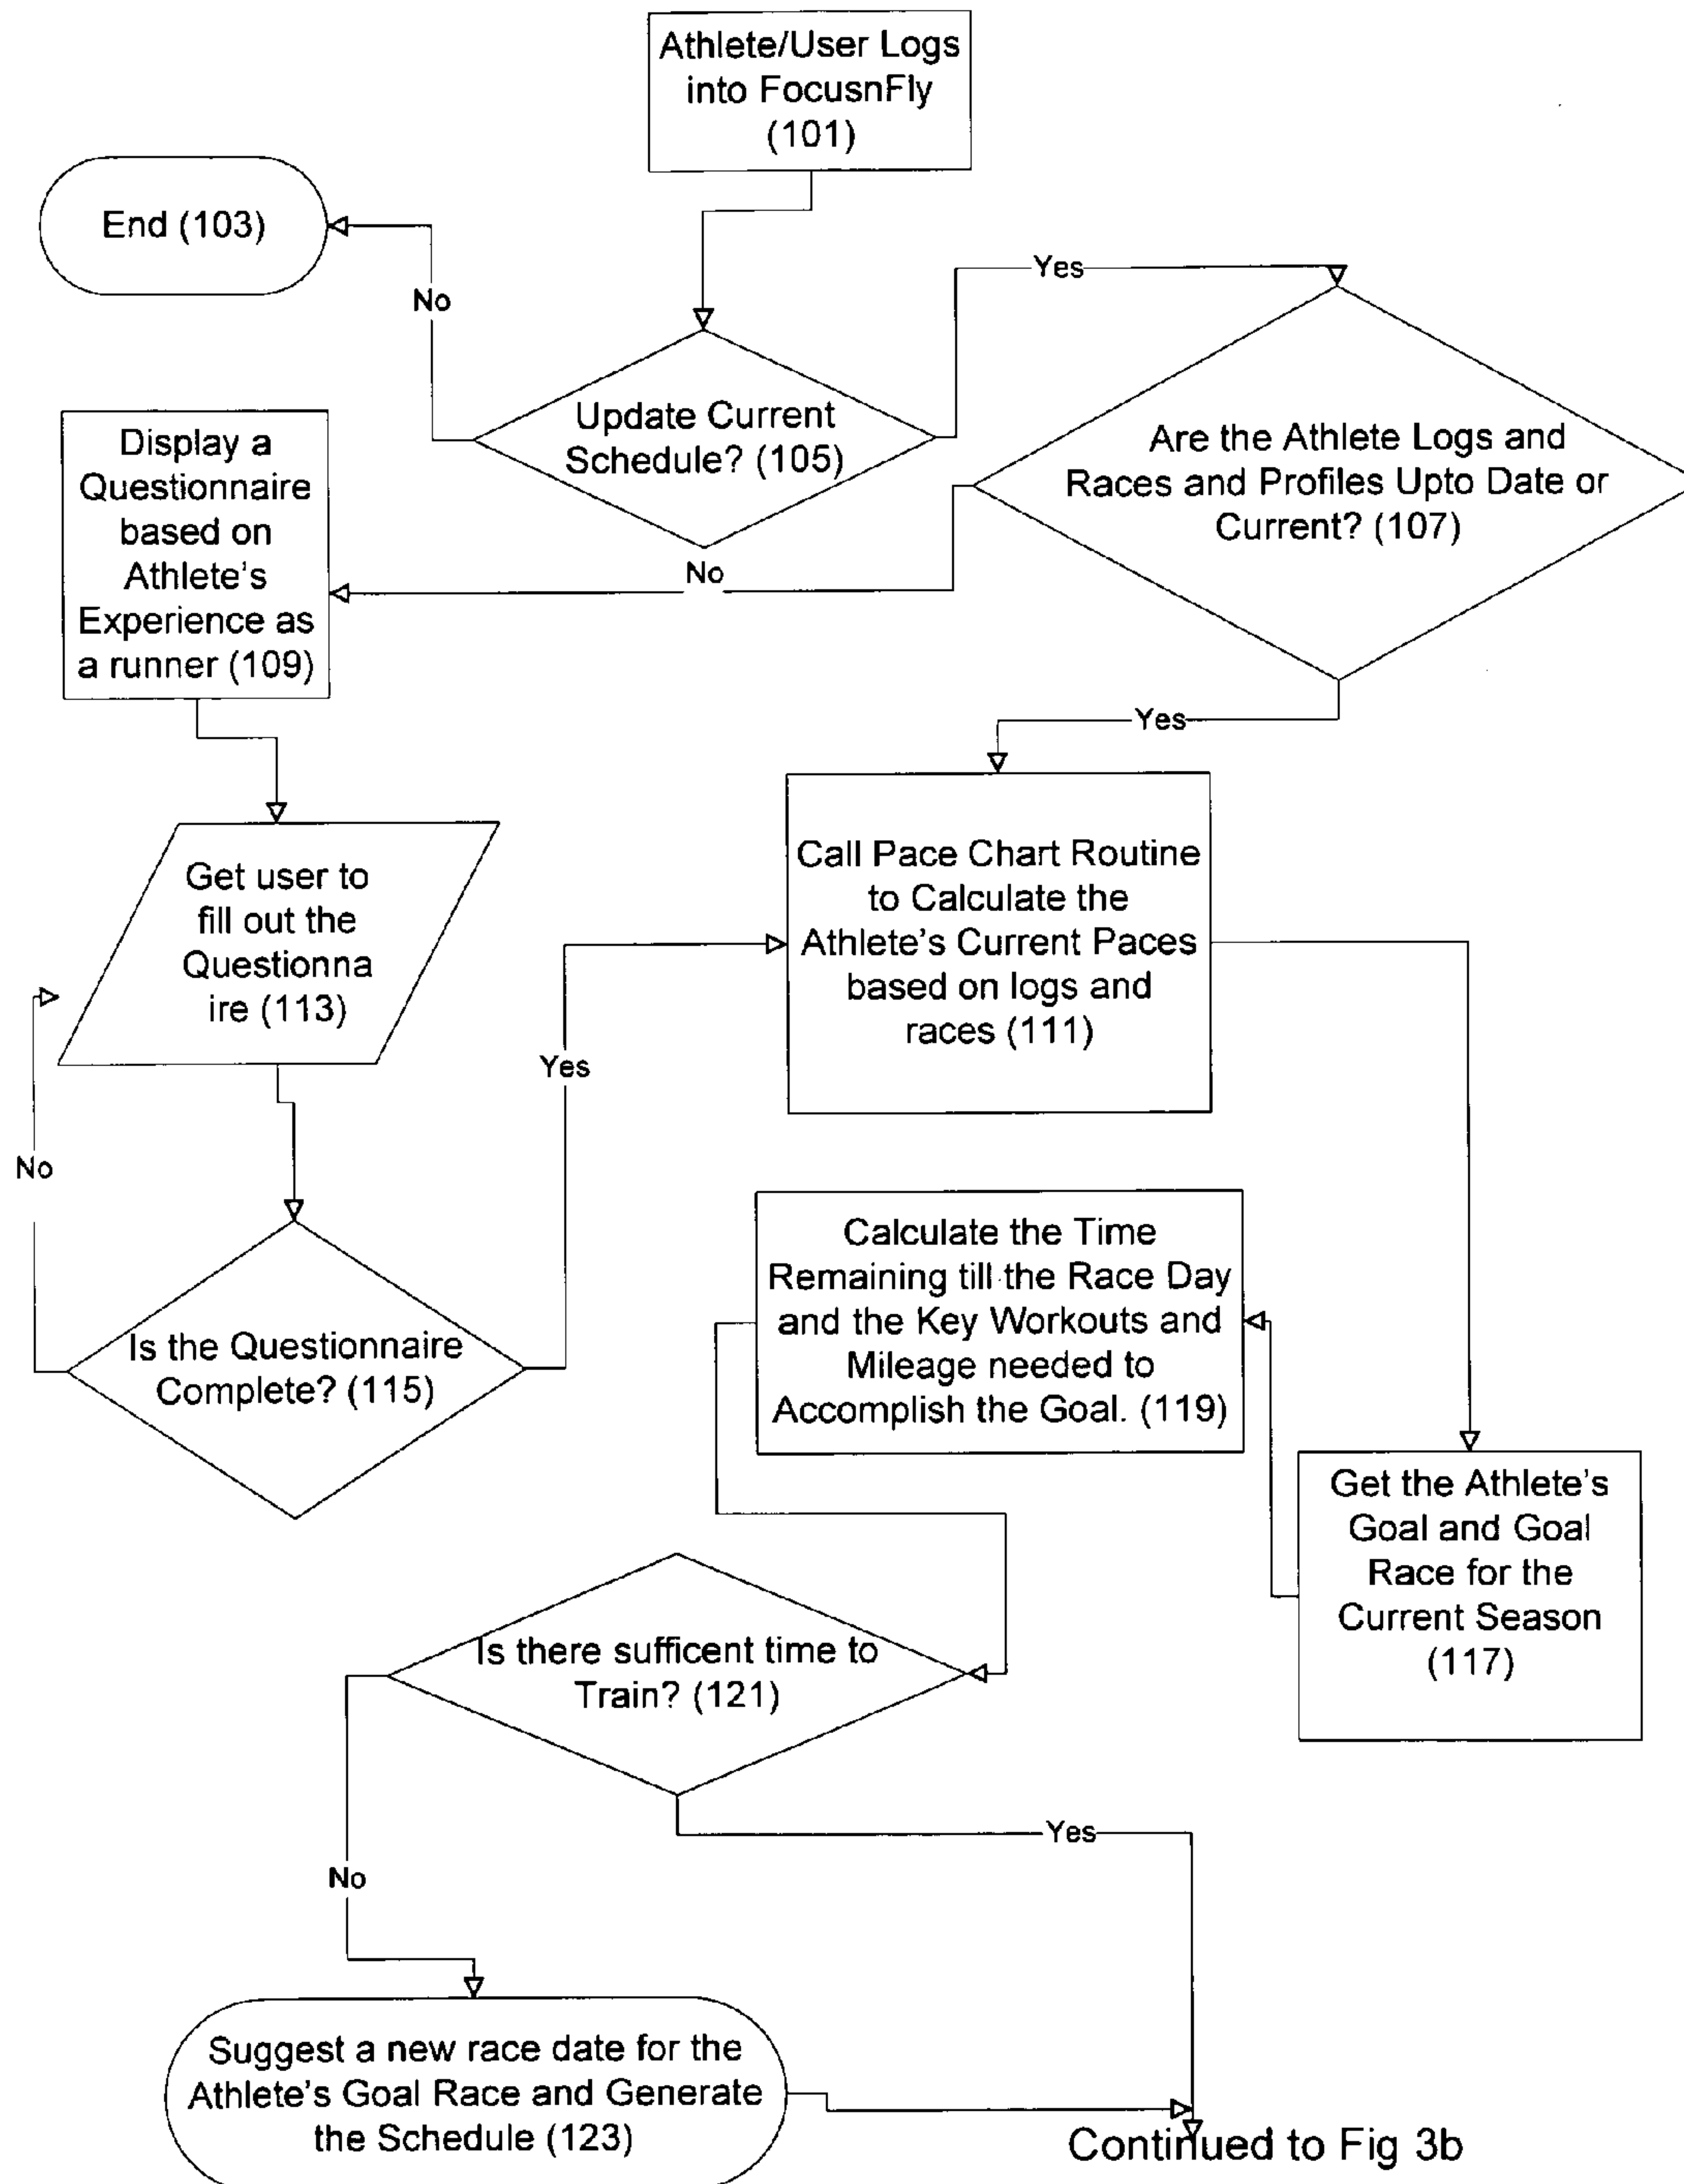 Athlete/User Logs
into FocusnFly
(101)
End (103)
No
Yes
Update Current
Schedule? (105)
Are the Athlete Logs and
Races and Profiles Upto Date or
Current? (107)
Display a
Questionnaire
based on
Athlete's
Experience as
a runner (109)
No
Yes
Get user to
fill out the
Questionna
ire (113)
Call Pace Chart Routine
to Calculate the
Athlete's Current Paces
based on logs and
races (111)
Yes
No
Calculate the Time
Remaining till the Race Day
and the Key Workouts and
Mileage needed to
Accomplish the Goal. (119)
Is the Questionnaire
Complete? (115)
Get the Athlete's
Goal and Goal
Race for the
Current Season
(117)
Is there sufficent time to
Train? (121)
Yes
No
Suggest a new race date for the
Athlete's Goal Race and Generate
the Schedule (123)
Continued to Fig 3b